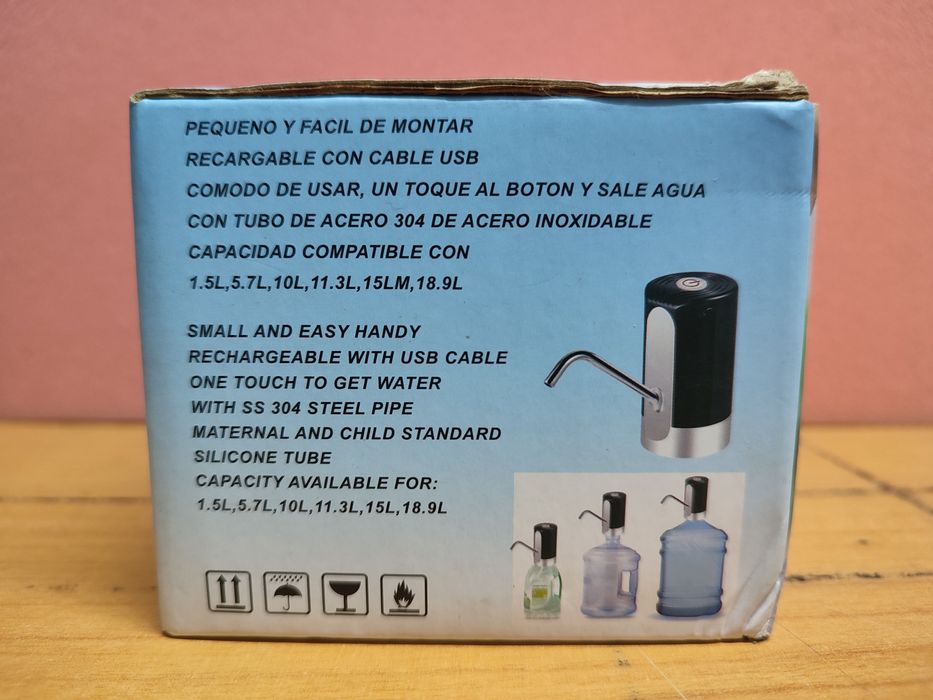 PEQUENO Y FACIL DE MONTAR
RECARGABLE CON CABLE USB
COMODO DE USAR, UN TOQUE AL BOTON Y SALE AGUA
CON TUBO DE ACERO 304 DE ACERO INOXIDABLE
CAPACIDAD COMPATIBLE CON
1.5L,5.7L,10L,11.3L,15LM,18.9L
SMALL AND EASY HANDY
RECHARGEABLE WITH USB CABLE
ONE TOUCH TO GET WATER
WITH SS 304 STEEL PIPE
MATERNAL AND CHILD STANDARD
SILICONE TUBE
CAPACITY AVAILABLE FOR:
1.5L,5.7L,10L,11.3L,15L,18.9L